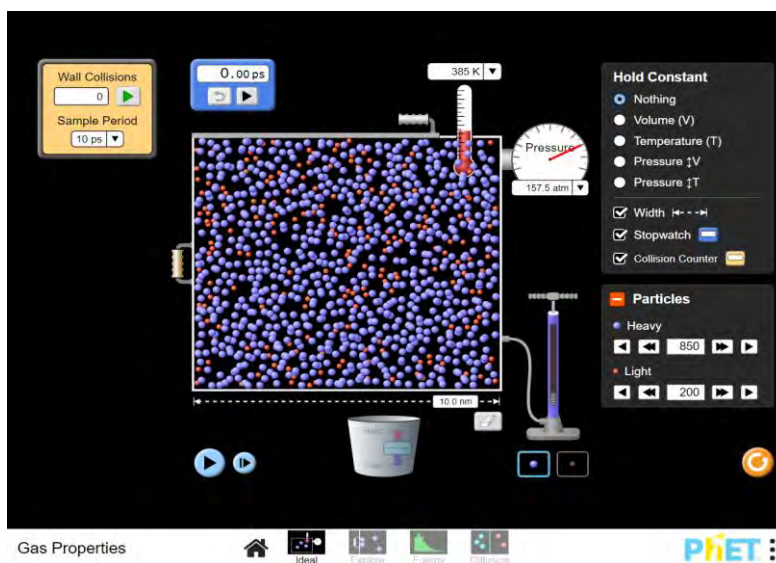 Wall Collisions
0
Sample Period
10 ps
0.00 ps
385 K
Pressure
157.5 atm
Hold Constant
Nothing
Volume (V)
Temperature (T)
Pressure ↕V
Pressure ↕T
Width
Stopwatch
Collision Counter
Particles
Heavy
850
Light
200
10.0 nm
Gas Properties
Ideal
Explore
Energy
Diffusion
PhET